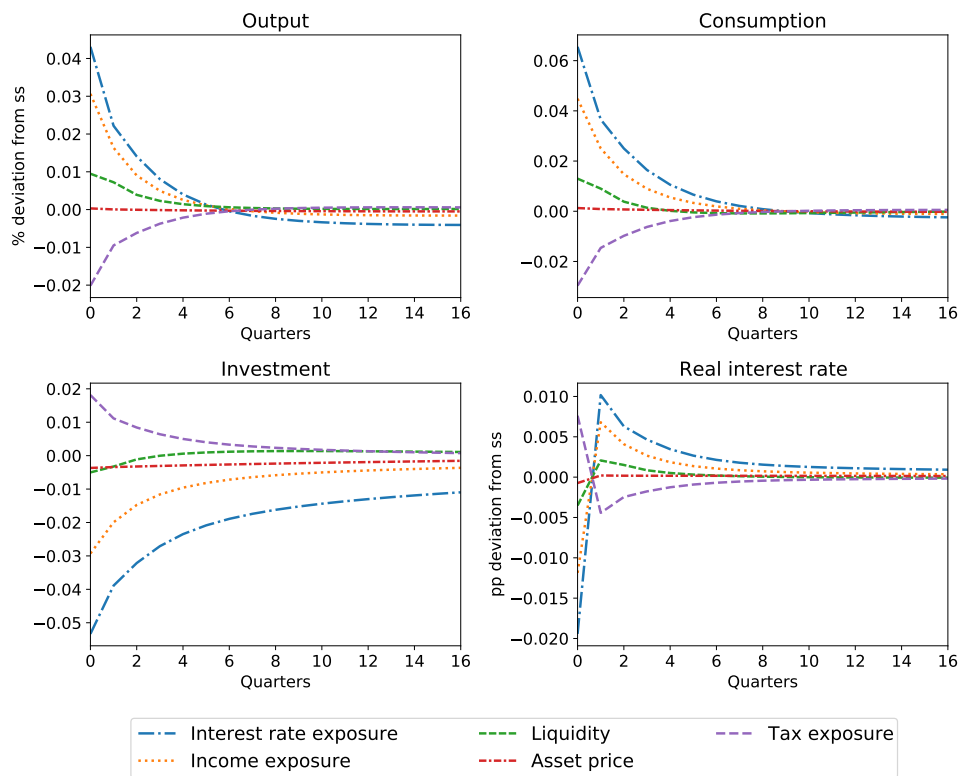 Output
% deviation from ss
0.04
0.03
0.02
0.01
0.00
−0.01
−0.02
0 2 4 6 8 10 12 14 16
Quarters
Consumption
0.06
0.04
0.02
0.00
−0.02
0 2 4 6 8 10 12 14 16
Quarters
Investment
0.02
0.01
0.00
−0.01
−0.02
−0.03
−0.04
−0.05
0 2 4 6 8 10 12 14 16
Quarters
Real interest rate
pp deviation from ss
0.010
0.005
0.000
−0.005
−0.010
−0.015
−0.020
0 2 4 6 8 10 12 14 16
Quarters
Interest rate exposure
Income exposure
Liquidity
Asset price
Tax exposure